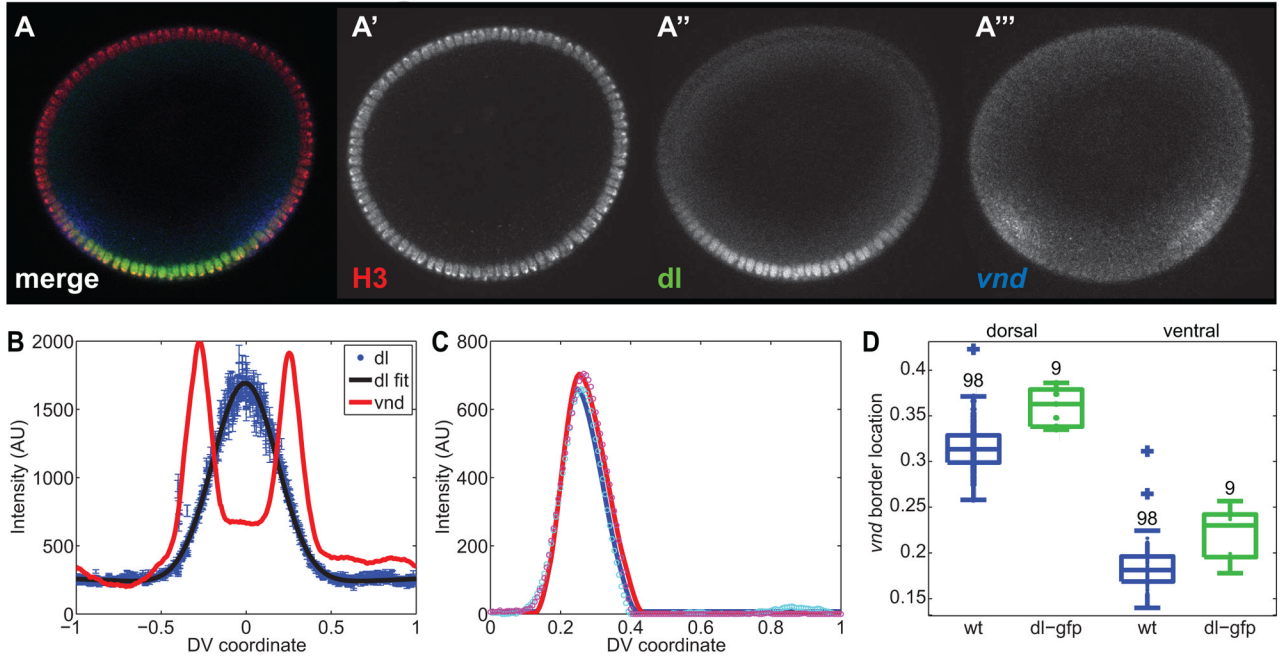 A
A’
A’’
A’’’
merge
H3
dl
vnd
B
2000
1500
1000
500
0
Intensity (AU)
−1
−0.5
0
0.5
1
DV coordinate
dl
dl fit
vnd
C
800
600
400
200
0
Intensity (AU)
0
0.2
0.4
0.6
0.8
1
DV coordinate
D
dorsal
ventral
0.4
0.35
0.3
0.25
0.2
0.15
vnd border location
98
9
98
9
wt
dl−gfp
wt
dl−gfp